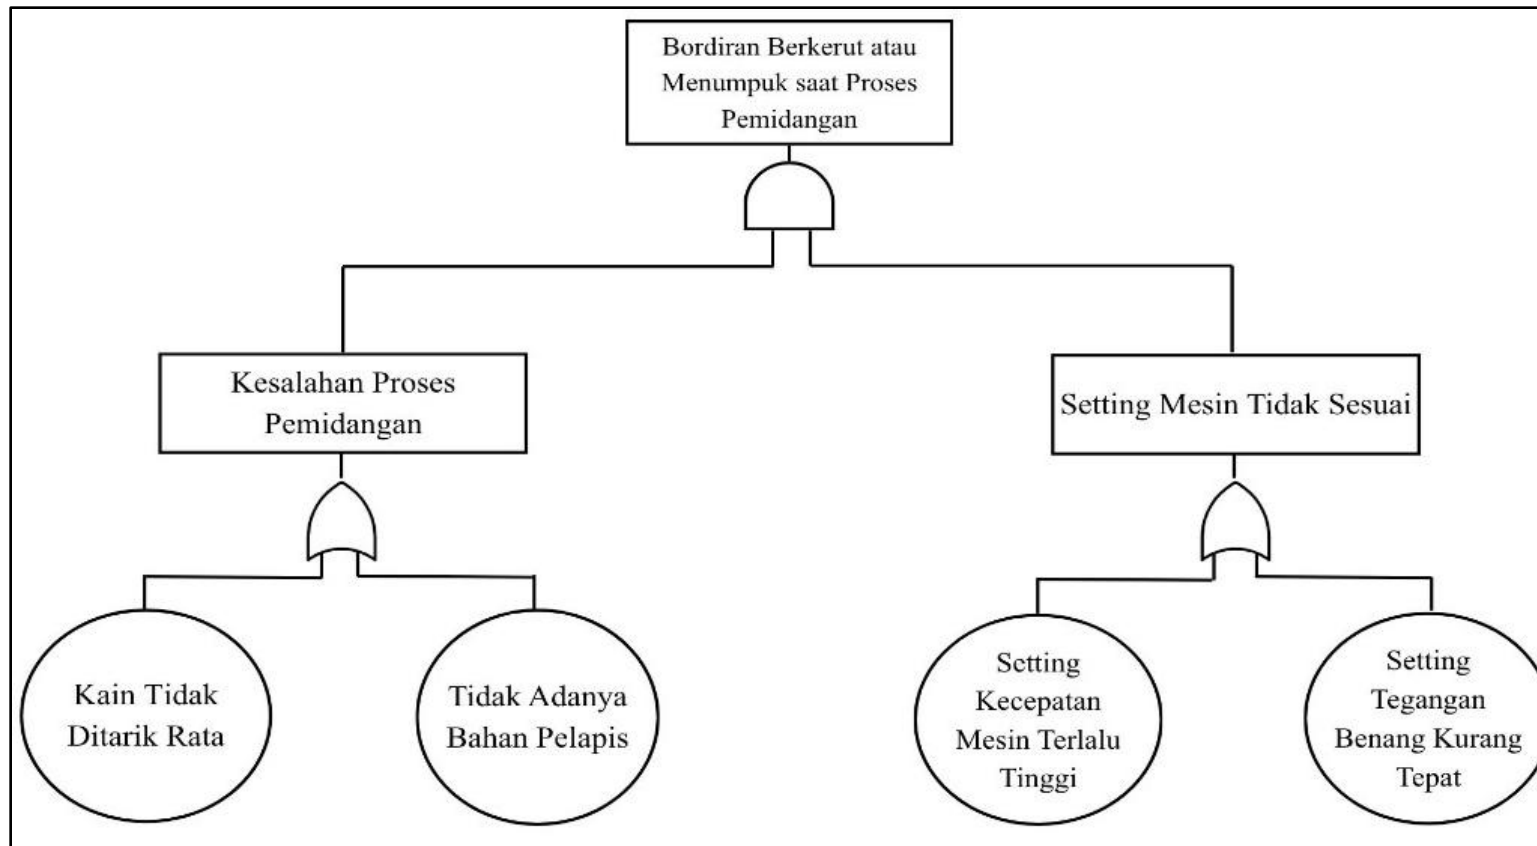 Bordiran Berkerut atau
Menumpuk saat Proses
Pemidangan
Kesalahan Proses
Pemidangan
Setting Mesin Tidak Sesuai
Kain Tidak
Ditarik Rata
Tidak Adanya
Bahan Pelapis
Setting
Kecepatan
Mesin Terlalu
Tinggi
Setting
Tegangan
Benang Kurang
Tepat